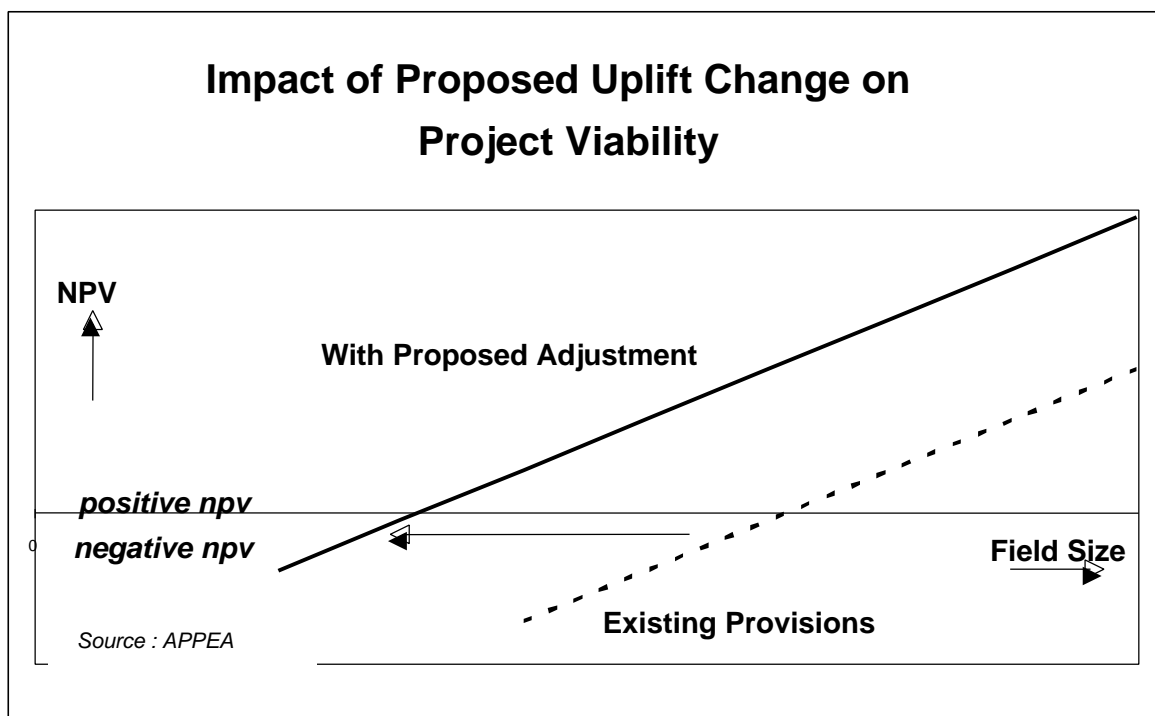 Impact of Proposed Uplift Change on
Project Viability
NPV
With Proposed Adjustment
positive npv
0
negative npv
Field Size
Existing Provisions
Source : APPEA